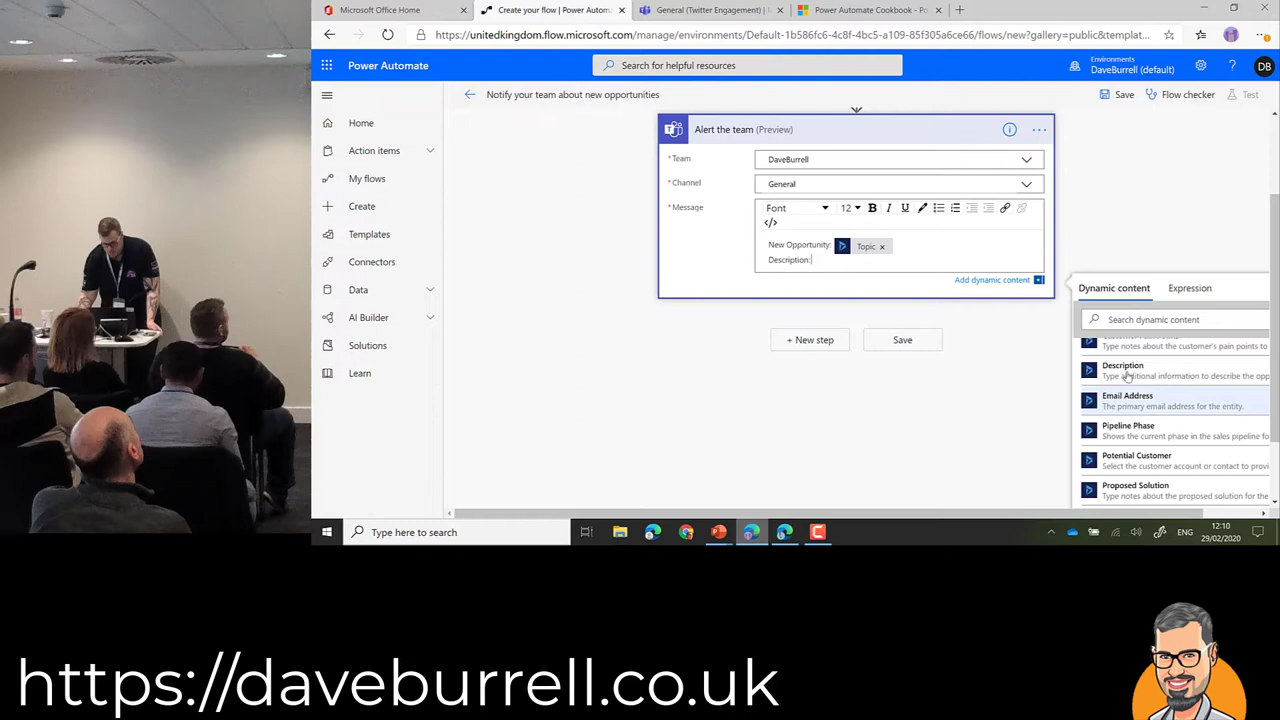 Microsoft Office Home
Create your flow | Power Autom
General (Twitter Engagement) |
Power Automate Cookbook - Po
https://unitedkingdom.flow.microsoft.com/manage/environments/Default-1b586fc6-4c8f-4bc5-a109-85f305a6ce66/flows/new?gallery=public&templat...
Power Automate
Search for helpful resources
Environments
DaveBurrell (default)
DB
Notify your team about new opportunities
Save
Flow checker
Test
Home
Action items
My flows
Create
Templates
Connectors
Data
AI Builder
Solutions
Learn
Alert the team (Preview)
* Team
DaveBurrell
* Channel
General
* Message
Font
12
B I U
</>
New Opportunity: Topic ×
Description:
Add dynamic content
+ New step
Save
Dynamic content
Expression
Search dynamic content
Type notes about the customer's pain points to
Description
Type additional information to describe the opp
Email Address
The primary email address for the entity.
Pipeline Phase
Shows the current phase in the sales pipeline fo
Potential Customer
Select the customer account or contact to provi
Proposed Solution
Type notes about the proposed solution for the
Type here to search
ENG
12:10
29/02/2020
https://daveburrell.co.uk